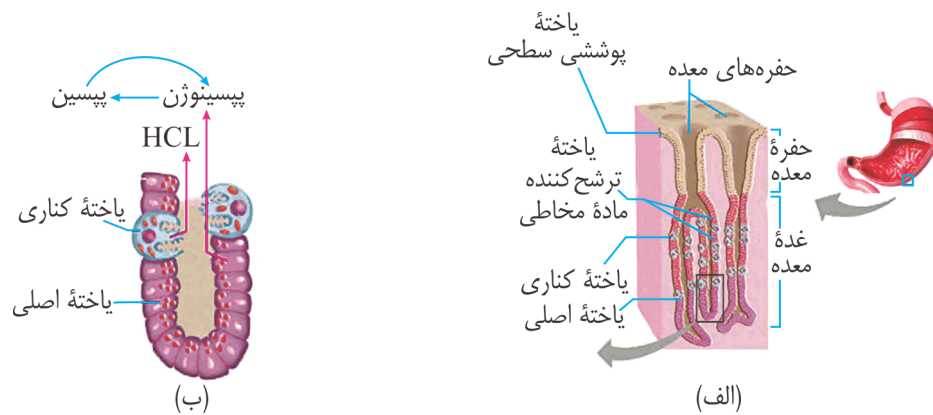 یاختهٔ
پوششی سطحی
حفره‌های معده
یاختهٔ
ترشح‌کننده
مادهٔ مخاطی
یاختهٔ کناری
یاختهٔ اصلی
حفرهٔ
معده
غدهٔ
معده
(الف)
پپسینوژن
پپسین
HCL
یاختهٔ کناری
یاختهٔ اصلی
(ب)